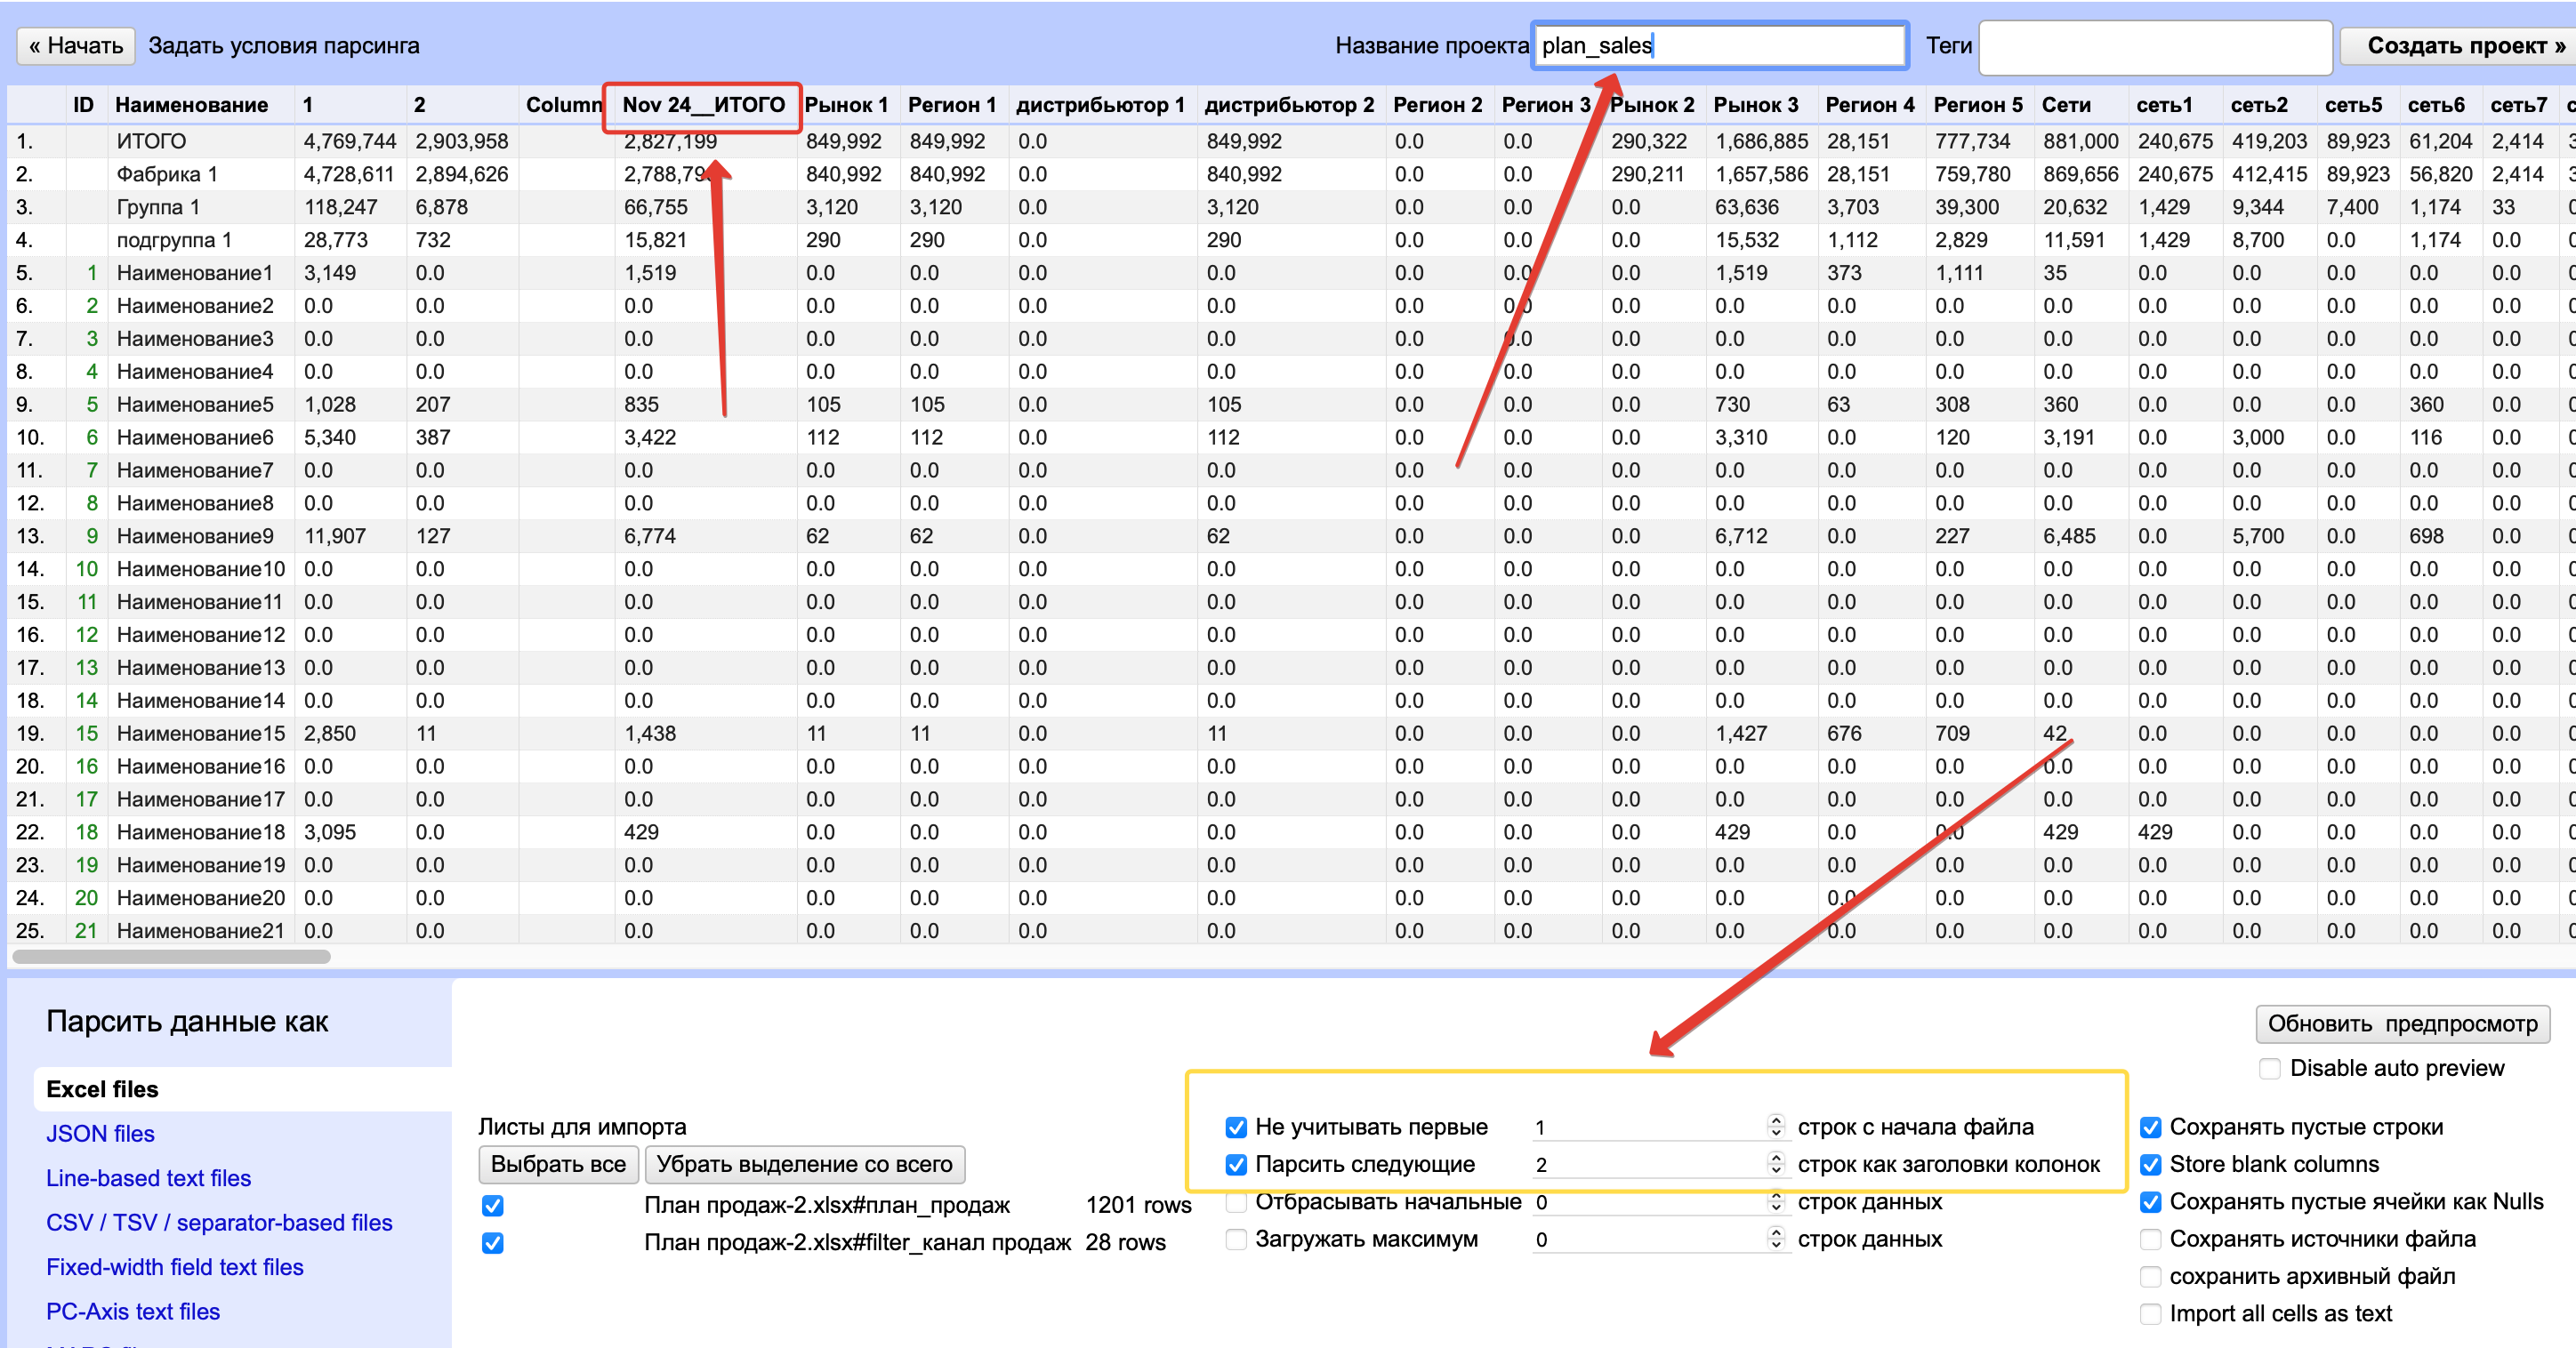 « Начать Задать условия парсинга Название проекта plan_sales Теги Создать проект »
ID Наименование 1 2 Column Nov 24__ИТОГО Рынок 1 Регион 1 дистрибьютор 1 дистрибьютор 2 Регион 2 Регион 3 Рынок 2 Рынок 3 Регион 4 Регион 5 Сети сеть1 сеть2 сеть5 сеть6 сеть7
1. ИТОГО 4,769,744 2,903,958 2,827,199 849,992 849,992 0.0 849,992 0.0 0.0 290,322 1,686,885 28,151 777,734 881,000 240,675 419,203 89,923 61,204 2,414
2. Фабрика 1 4,728,611 2,894,626 840,992 840,992 0.0 840,992 0.0 0.0 290,211 1,657,586 28,151 759,780 869,656 240,675 412,415 89,923 56,820 2,414
3. Группа 1 118,247 6,878 66,755 3,120 3,120 0.0 3,120 0.0 0.0 0.0 63,636 3,703 39,300 20,632 1,429 9,344 7,400 1,174 33
4. подгруппа 1 28,773 732 15,821 290 290 0.0 290 0.0 0.0 0.0 15,532 1,112 2,829 11,591 1,429 8,700 0.0 1,174 0.0
5. 1 Наименование1 3,149 0.0 1,519 0.0 0.0 0.0 0.0 0.0 0.0 0.0 1,519 373 1,111 35 0.0 0.0 0.0 0.0 0.0
6. 2 Наименование2 0.0 0.0 0.0 0.0 0.0 0.0 0.0 0.0 0.0 0.0 0.0 0.0 0.0 0.0 0.0 0.0 0.0 0.0 0.0
7. 3 Наименование3 0.0 0.0 0.0 0.0 0.0 0.0 0.0 0.0 0.0 0.0 0.0 0.0 0.0 0.0 0.0 0.0 0.0 0.0 0.0
8. 4 Наименование4 0.0 0.0 0.0 0.0 0.0 0.0 0.0 0.0 0.0 0.0 0.0 0.0 0.0 0.0 0.0 0.0 0.0 0.0 0.0
9. 5 Наименование5 1,028 207 835 105 105 0.0 105 0.0 0.0 0.0 730 63 308 360 0.0 0.0 0.0 360 0.0
10. 6 Наименование6 5,340 387 3,422 112 112 0.0 112 0.0 0.0 0.0 3,310 0.0 120 3,191 0.0 3,000 0.0 116 0.0
11. 7 Наименование7 0.0 0.0 0.0 0.0 0.0 0.0 0.0 0.0 0.0 0.0 0.0 0.0 0.0 0.0 0.0 0.0 0.0 0.0 0.0
12. 8 Наименование8 0.0 0.0 0.0 0.0 0.0 0.0 0.0 0.0 0.0 0.0 0.0 0.0 0.0 0.0 0.0 0.0 0.0 0.0 0.0
13. 9 Наименование9 11,907 127 6,774 62 62 0.0 62 0.0 0.0 0.0 6,712 0.0 227 6,485 0.0 5,700 0.0 698 0.0
14. 10 Наименование10 0.0 0.0 0.0 0.0 0.0 0.0 0.0 0.0 0.0 0.0 0.0 0.0 0.0 0.0 0.0 0.0 0.0 0.0 0.0
15. 11 Наименование11 0.0 0.0 0.0 0.0 0.0 0.0 0.0 0.0 0.0 0.0 0.0 0.0 0.0 0.0 0.0 0.0 0.0 0.0 0.0
16. 12 Наименование12 0.0 0.0 0.0 0.0 0.0 0.0 0.0 0.0 0.0 0.0 0.0 0.0 0.0 0.0 0.0 0.0 0.0 0.0 0.0
17. 13 Наименование13 0.0 0.0 0.0 0.0 0.0 0.0 0.0 0.0 0.0 0.0 0.0 0.0 0.0 0.0 0.0 0.0 0.0 0.0 0.0
18. 14 Наименование14 0.0 0.0 0.0 0.0 0.0 0.0 0.0 0.0 0.0 0.0 0.0 0.0 0.0 0.0 0.0 0.0 0.0 0.0 0.0
19. 15 Наименование15 2,850 11 1,438 11 11 0.0 11 0.0 0.0 0.0 1,427 676 709 42 0.0 0.0 0.0 0.0 0.0
20. 16 Наименование16 0.0 0.0 0.0 0.0 0.0 0.0 0.0 0.0 0.0 0.0 0.0 0.0 0.0 0.0 0.0 0.0 0.0 0.0 0.0
21. 17 Наименование17 0.0 0.0 0.0 0.0 0.0 0.0 0.0 0.0 0.0 0.0 0.0 0.0 0.0 0.0 0.0 0.0 0.0 0.0 0.0
22. 18 Наименование18 3,095 0.0 429 0.0 0.0 0.0 0.0 0.0 0.0 0.0 429 0.0 0.0 429 429 0.0 0.0 0.0 0.0
23. 19 Наименование19 0.0 0.0 0.0 0.0 0.0 0.0 0.0 0.0 0.0 0.0 0.0 0.0 0.0 0.0 0.0 0.0 0.0 0.0 0.0
24. 20 Наименование20 0.0 0.0 0.0 0.0 0.0 0.0 0.0 0.0 0.0 0.0 0.0 0.0 0.0 0.0 0.0 0.0 0.0 0.0 0.0
25. 21 Наименование21 0.0 0.0 0.0 0.0 0.0 0.0 0.0 0.0 0.0 0.0 0.0 0.0 0.0 0.0 0.0 0.0 0.0 0.0 0.0
Парсить данные как
Excel files
JSON files
Line-based text files
CSV / TSV / separator-based files
Fixed-width field text files
PC-Axis text files
Листы для импорта
Выбрать все Убрать выделение со всего
План продаж-2.xlsx#план_продаж 1201 rows
План продаж-2.xlsx#filter_канал продаж 28 rows
Не учитывать первые 1 строк с начала файла
Парсить следующие 2 строк как заголовки колонок
Отбрасывать начальные 0 строк данных
Загружать максимум 0 строк данных
Обновить предпросмотр
Disable auto preview
Сохранять пустые строки
Store blank columns
Сохранять пустые ячейки как Nulls
Сохранять источники файла
сохранить архивный файл
Import all cells as text